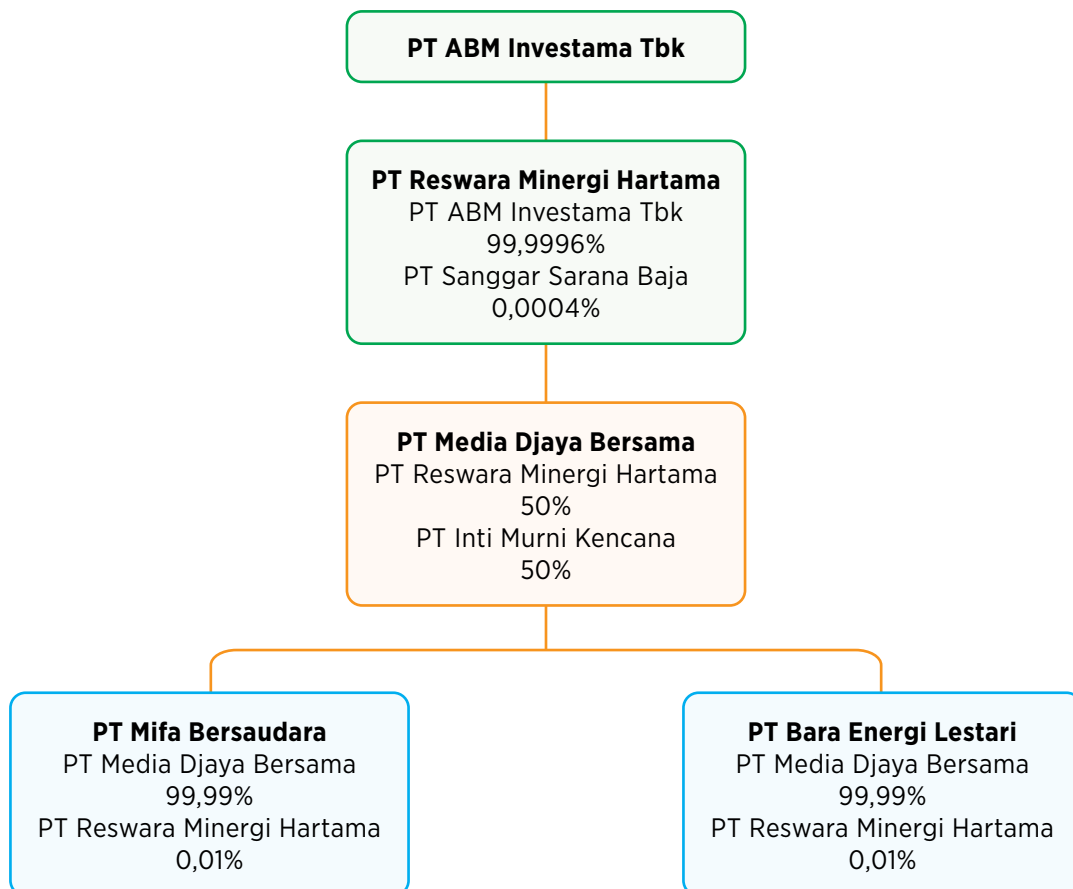 PT ABM Investama Tbk
PT Reswara Minergi Hartama
PT ABM Investama Tbk
99,9996%
PT Sanggar Sarana Baja
0,0004%
PT Media Djaya Bersama
PT Reswara Minergi Hartama
50%
PT Inti Murni Kencana
50%
PT Mifa Bersaudara
PT Media Djaya Bersama
99,99%
PT Reswara Minergi Hartama
0,01%
PT Bara Energi Lestari
PT Media Djaya Bersama
99,99%
PT Reswara Minergi Hartama
0,01%